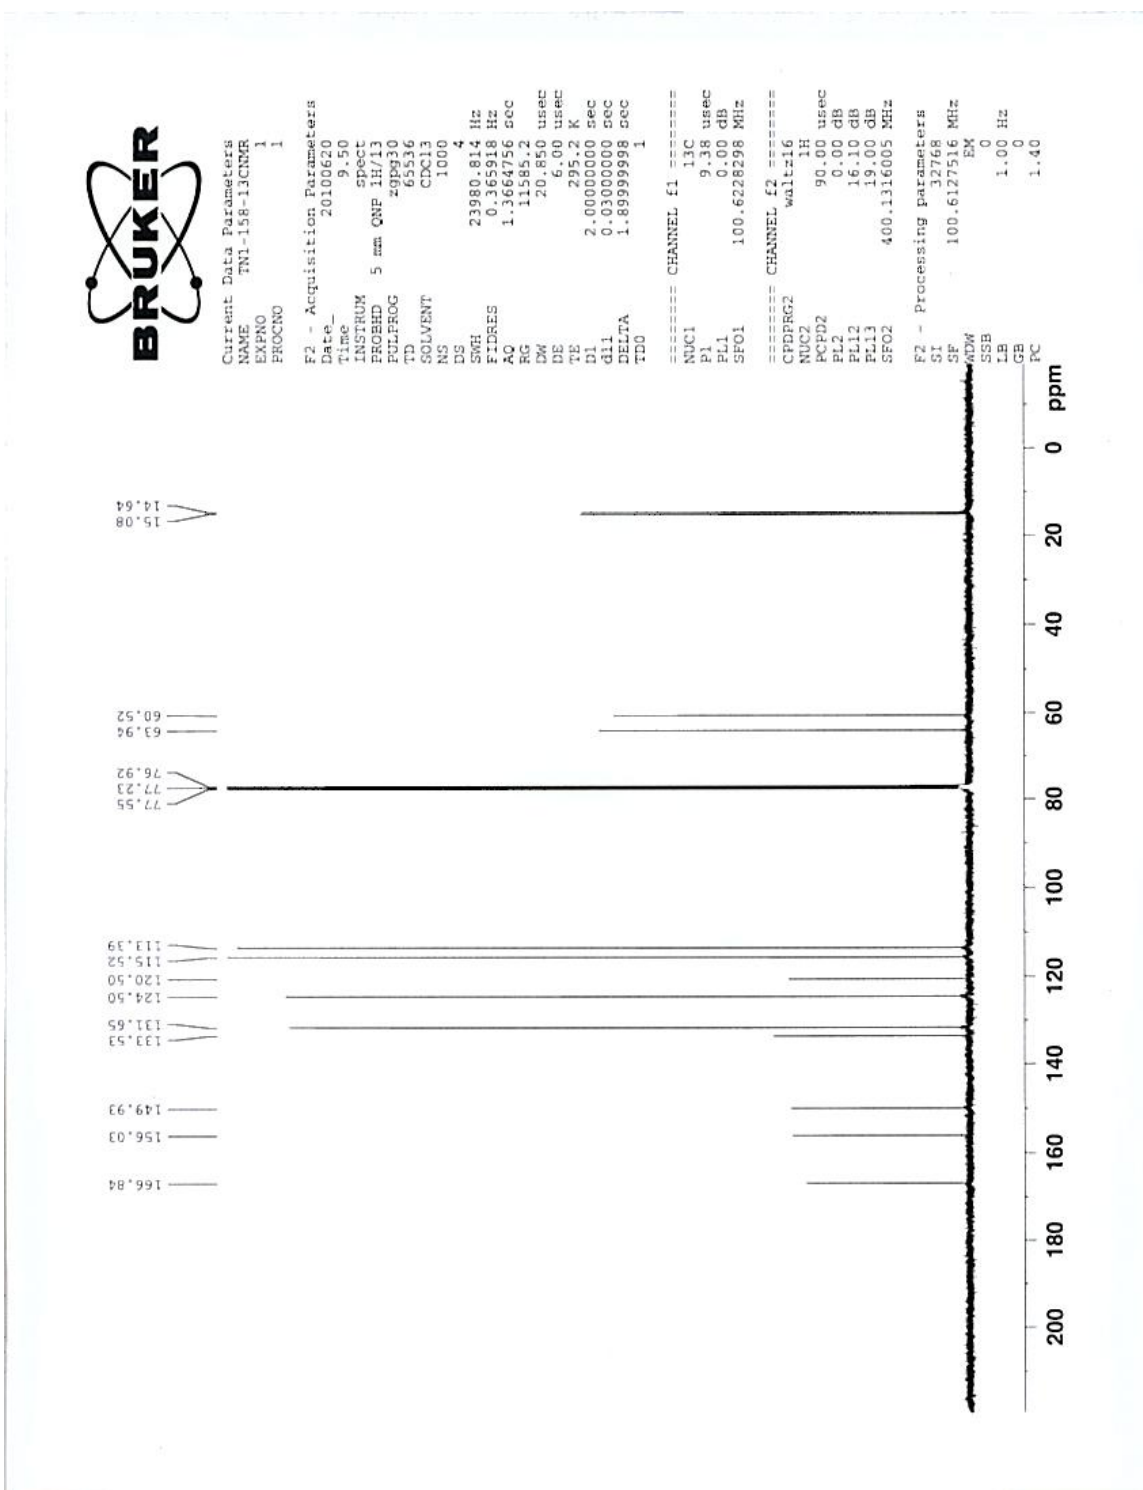 BRUKER
Current Data Parameters
NAME TN1-158-13CNMR
EXPNO 1
PROCNO 1
F2 - Acquisition Parameters
Date_ 20100620
Time 9.50
INSTRUM spect
PROBHD 5 mm QNP 1H/13
PULPROG zgpg30
TD 65536
SOLVENT CDCl3
NS 1000
DS 4
SWH 23980.814 Hz
FIDRES 0.365918 Hz
AQ 1.3664756 sec
RG 11585.2
DW 20.850 usec
DE 6.00 usec
TE 295.2 K
D1 2.00000000 sec
d11 0.03000000 sec
DELTA 1.89999998 sec
TD0 1
======== CHANNEL f1 ========
NUC1 13C
P1 9.38 usec
PL1 0.00 dB
SFO1 100.6228298 MHz
======== CHANNEL f2 ========
CPDPRG2 waltz16
NUC2 1H
PCPD2 90.00 usec
PL2 0.00 dB
PL12 16.10 dB
PL13 19.00 dB
SFO2 400.1316005 MHz
F2 - Processing parameters
SI 32768
SF 100.6127516 MHz
WDW EM
SSB 0
LB 1.00 Hz
GB 0
PC 1.40
166.84
156.03
149.93
133.53
131.65
124.50
120.50
115.52
113.39
77.55
77.23
76.92
63.94
60.52
15.08
14.64
200 180 160 140 120 100 80 60 40 20 0 ppm